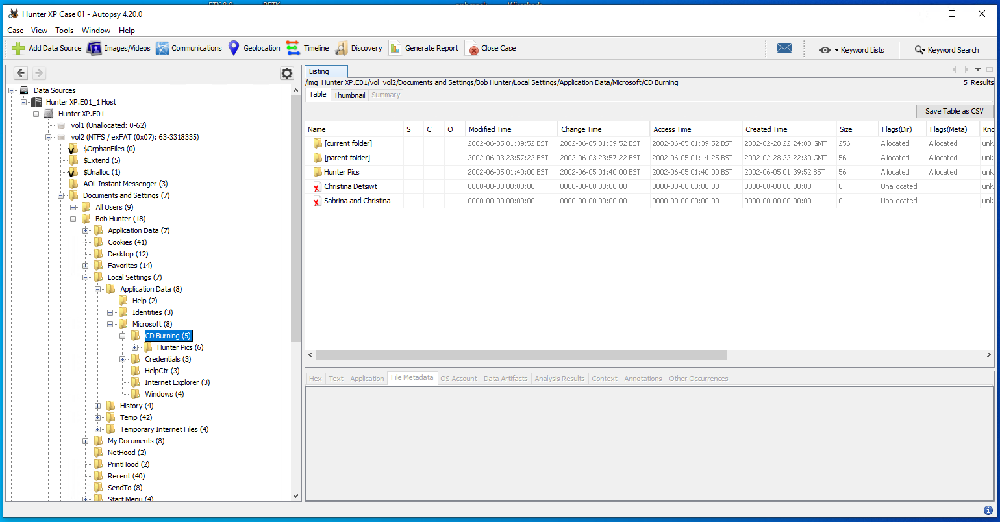 Hunter XP Case 01 - Autopsy 4.20.0
Case View Tools Window Help
Add Data Source Images/Videos Communications Geolocation Timeline Discovery Generate Report Close Case Keyword Lists Keyword Search
Data Sources
Hunter XP.E01_1 Host
Hunter XP.E01
vol1 (Unallocated: 0-62)
vol2 (NTFS / exFAT (0x07): 63-3318335)
$OrphanFiles (0)
$Extend (5)
$Unalloc (1)
AOL Instant Messenger (3)
Documents and Settings (7)
All Users (9)
Bob Hunter (18)
Application Data (7)
Cookies (41)
Desktop (12)
Favorites (14)
Local Settings (7)
Application Data (8)
Help (2)
Identities (3)
Microsoft (8)
CD Burning (5)
Hunter Pics (6)
Credentials (3)
HelpCtr (3)
Internet Explorer (3)
Windows (4)
History (4)
Temp (42)
Temporary Internet Files (4)
My Documents (8)
NetHood (2)
PrintHood (2)
Recent (40)
SendTo (8)
Start Menu (4)
Listing
/img_Hunter XP.E01/vol_vol2/Documents and Settings/Bob Hunter/Local Settings/Application Data/Microsoft/CD Burning 5 Results
Table Thumbnail Summary
Save Table as CSV
Name S C O Modified Time Change Time Access Time Created Time Size Flags(Dir) Flags(Meta) Kno
[current folder] 2002-06-05 01:39:52 BST 2002-06-05 01:39:52 BST 2002-06-05 01:39:52 BST 2002-02-28 22:24:03 GMT 256 Allocated Allocated unk
[parent folder] 2002-06-03 23:57:22 BST 2002-06-03 23:57:22 BST 2002-06-05 01:14:25 BST 2002-02-28 22:22:30 GMT 56 Allocated Allocated unk
Hunter Pics 2002-06-05 01:40:00 BST 2002-06-05 01:40:00 BST 2002-06-05 01:40:00 BST 2002-06-05 01:39:52 BST 56 Allocated Allocated unk
Christina Detsiwt 0000-00-00 00:00:00 0000-00-00 00:00:00 0000-00-00 00:00:00 0000-00-00 00:00:00 0 Unallocated unk
Sabrina and Christina 0000-00-00 00:00:00 0000-00-00 00:00:00 0000-00-00 00:00:00 0000-00-00 00:00:00 0 Unallocated unk
Hex Text Application File Metadata OS Account Data Artifacts Analysis Results Context Annotations Other Occurrences